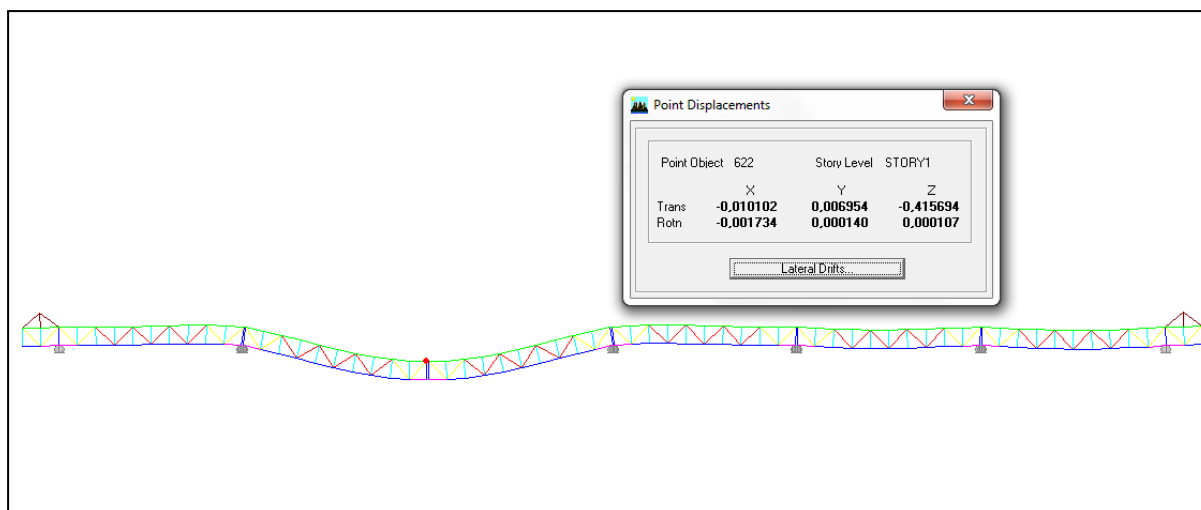 Point Displacements
Point Object 622 Story Level STORY1
X Y Z
Trans -0,010102 0,006954 -0,415694
Rotn -0,001734 0,000140 0,000107
Lateral Drifts...